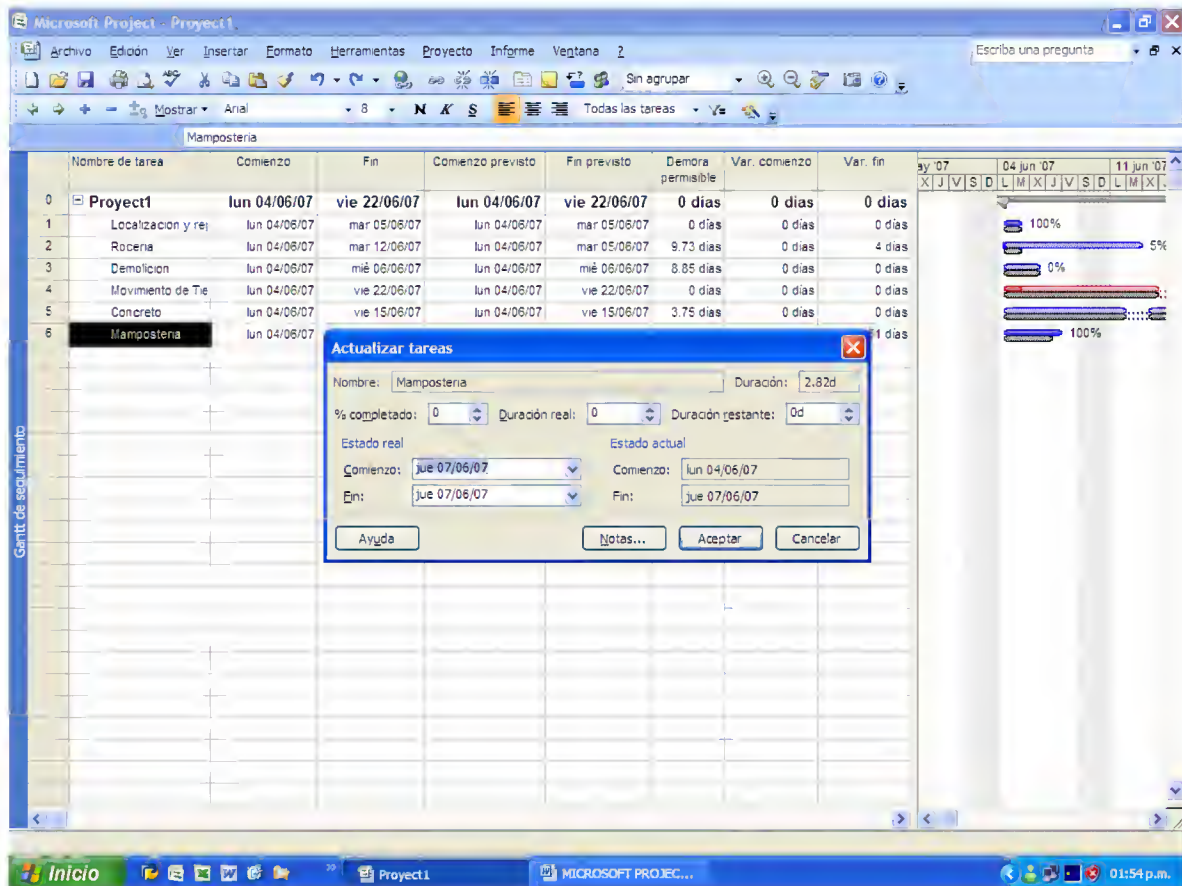 Microsoft Project - Proyect1
Archivo Edición Ver Insertar Formato Herramientas Proyecto Informe Ventana ?
Escriba una pregunta
Sin agrupar
Mostrar Arial 8 N K S Todas las tareas
Mamposteria
Nombre de tarea Comienzo Fin Comienzo previsto Fin previsto Demora permisible Var. comienzo Var. fin
ay '07 04 jun '07 11 jun '07
X J V S D L M X J V S D L M X J
0 Proyect1 lun 04/06/07 vie 22/06/07 lun 04/06/07 vie 22/06/07 0 días 0 días 0 días
1 Localizacion y rep lun 04/06/07 mar 05/06/07 lun 04/06/07 mar 05/06/07 0 días 0 días 0 días 100%
2 Roceria lun 04/06/07 mar 12/06/07 lun 04/06/07 mar 05/06/07 9.73 días 0 días 4 días 5%
3 Demolicion lun 04/06/07 mié 06/06/07 lun 04/06/07 mié 06/06/07 8.85 días 0 días 0 días 0%
4 Movimiento de Tie lun 04/06/07 vie 22/06/07 lun 04/06/07 vie 22/06/07 0 días 0 días 0 días
5 Concreto lun 04/06/07 vie 15/06/07 lun 04/06/07 vie 15/06/07 3.75 días 0 días 0 días
6 Mamposteria lun 04/06/07 días 100%
Actualizar tareas
Nombre: Mamposteria Duración: 2.82d
% completado: 0 Duración real: 0 Duración restante: 0d
Estado real Estado actual
Comienzo: jue 07/06/07 Comienzo: lun 04/06/07
Fin: jue 07/06/07 Fin: jue 07/06/07
Ayuda Notas... Aceptar Cancelar
Gantt de seguimiento
Inicio Proyect1 MICROSOFT PROJEC... 01:54 p.m.